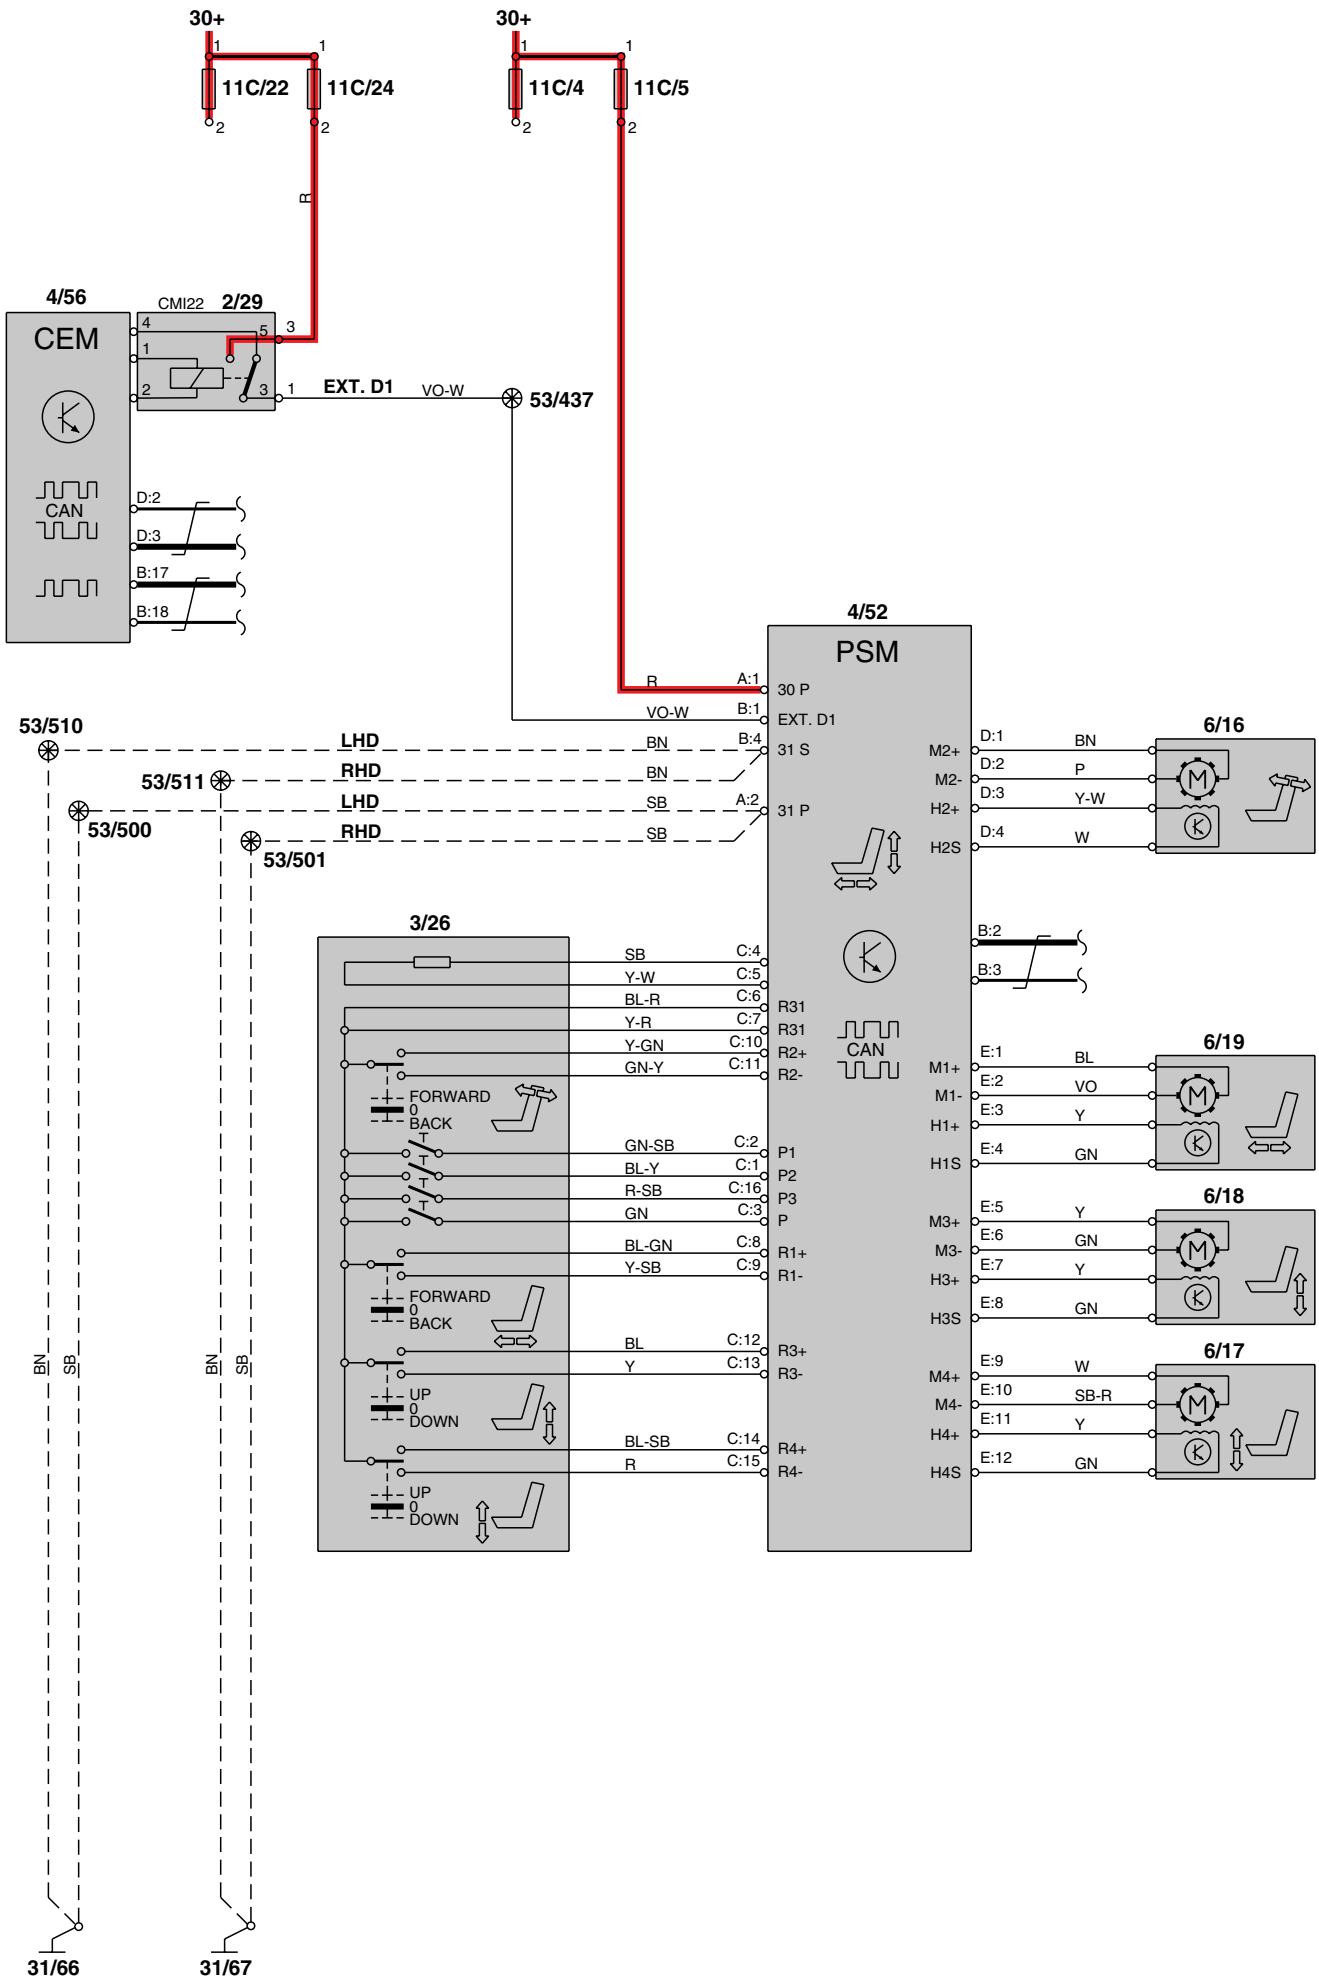 30+ 30+
1 1 1 1
11C/22 11C/24 11C/4 11C/5
2 2 2 2
R
4/56 CMI22 2/29
CEM
4 5 3
1
2 3 1 EXT. D1 VO-W 53/437
D:2
CAN
D:3
B:17
B:18
4/52
PSM
R A:1 30 P
VO-W B:1 EXT. D1
53/510 LHD BN B:4 31 S
53/511 RHD BN
LHD SB A:2 31 P
53/500
RHD SB
53/501
M2+ D:1 BN 6/16
M2- D:2 P M
H2+ D:3 Y-W
H2S D:4 W
3/26
SB C:4
Y-W C:5
BL-R C:6 R31
Y-R C:7 R31
Y-GN C:10 R2+
GN-Y C:11 R2-
FORWARD
0
BACK
B:2
B:3
CAN
GN-SB C:2 P1
BL-Y C:1 P2
R-SB C:16 P3
GN C:3 P
BL-GN C:8 R1+
Y-SB C:9 R1-
FORWARD
0
BACK
BL C:12 R3+
Y C:13 R3-
UP
0
DOWN
BL-SB C:14 R4+
R C:15 R4-
UP
0
DOWN
6/19
M1+ E:1 BL
M1- E:2 VO M
H1+ E:3 Y
H1S E:4 GN
6/18
M3+ E:5 Y
M3- E:6 GN M
H3+ E:7 Y
H3S E:8 GN
6/17
M4+ E:9 W
M4- E:10 SB-R M
H4+ E:11 Y
H4S E:12 GN
BN SB BN SB
31/66 31/67